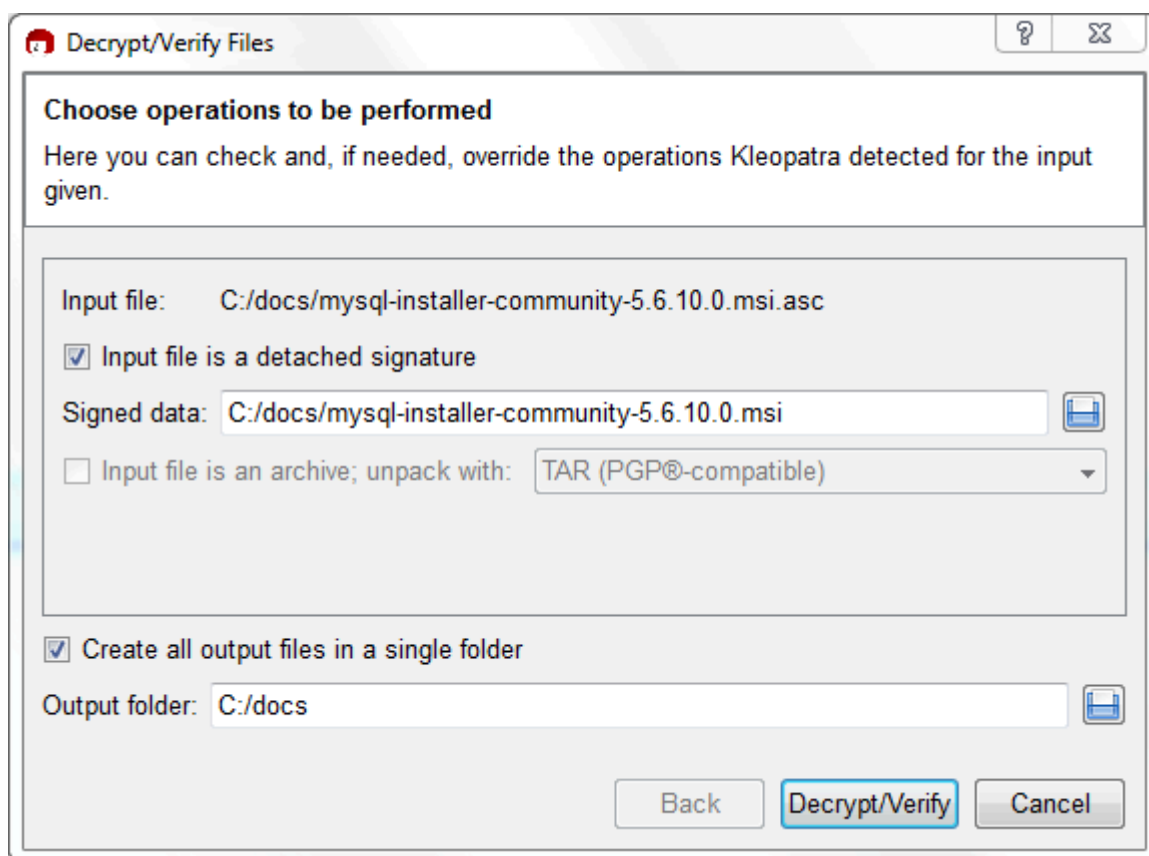 Decrypt/Verify Files
Choose operations to be performed
Here you can check and, if needed, override the operations Kleopatra detected for the input
given.
Input file: C:/docs/mysql-installer-community-5.6.10.0.msi.asc
Input file is a detached signature
Signed data: C:/docs/mysql-installer-community-5.6.10.0.msi
Input file is an archive; unpack with: TAR (PGP®-compatible)
Create all output files in a single folder
Output folder: C:/docs
Back Decrypt/Verify Cancel